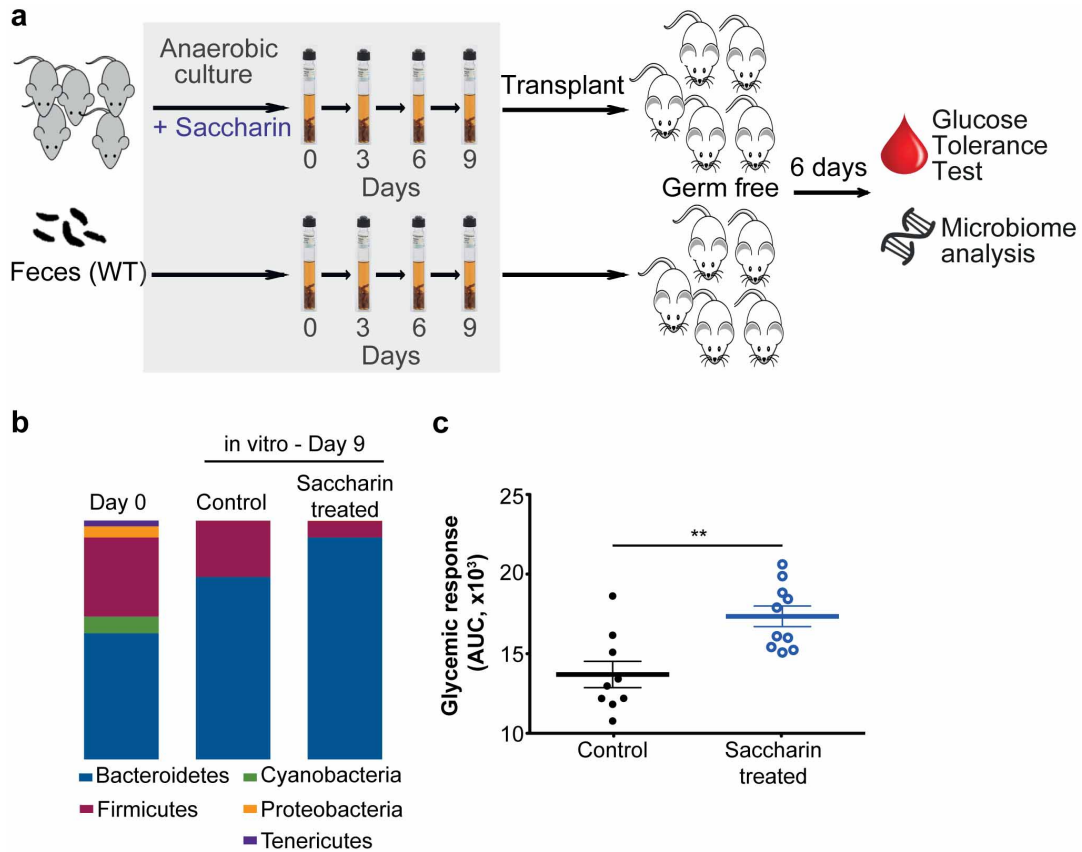 a
Anaerobic
culture
+ Saccharin
0 3 6 9
Days
Transplant
Germ free
6 days
Glucose
Tolerance
Test
Microbiome
analysis
Feces (WT)
0 3 6 9
Days
b
in vitro - Day 9
Day 0
Control
Saccharin
treated
Bacteroidetes
Cyanobacteria
Firmicutes
Proteobacteria
Tenericutes
c
Glycemic response
(AUC, x10³)
25
20
15
10
**
Control
Saccharin
treated